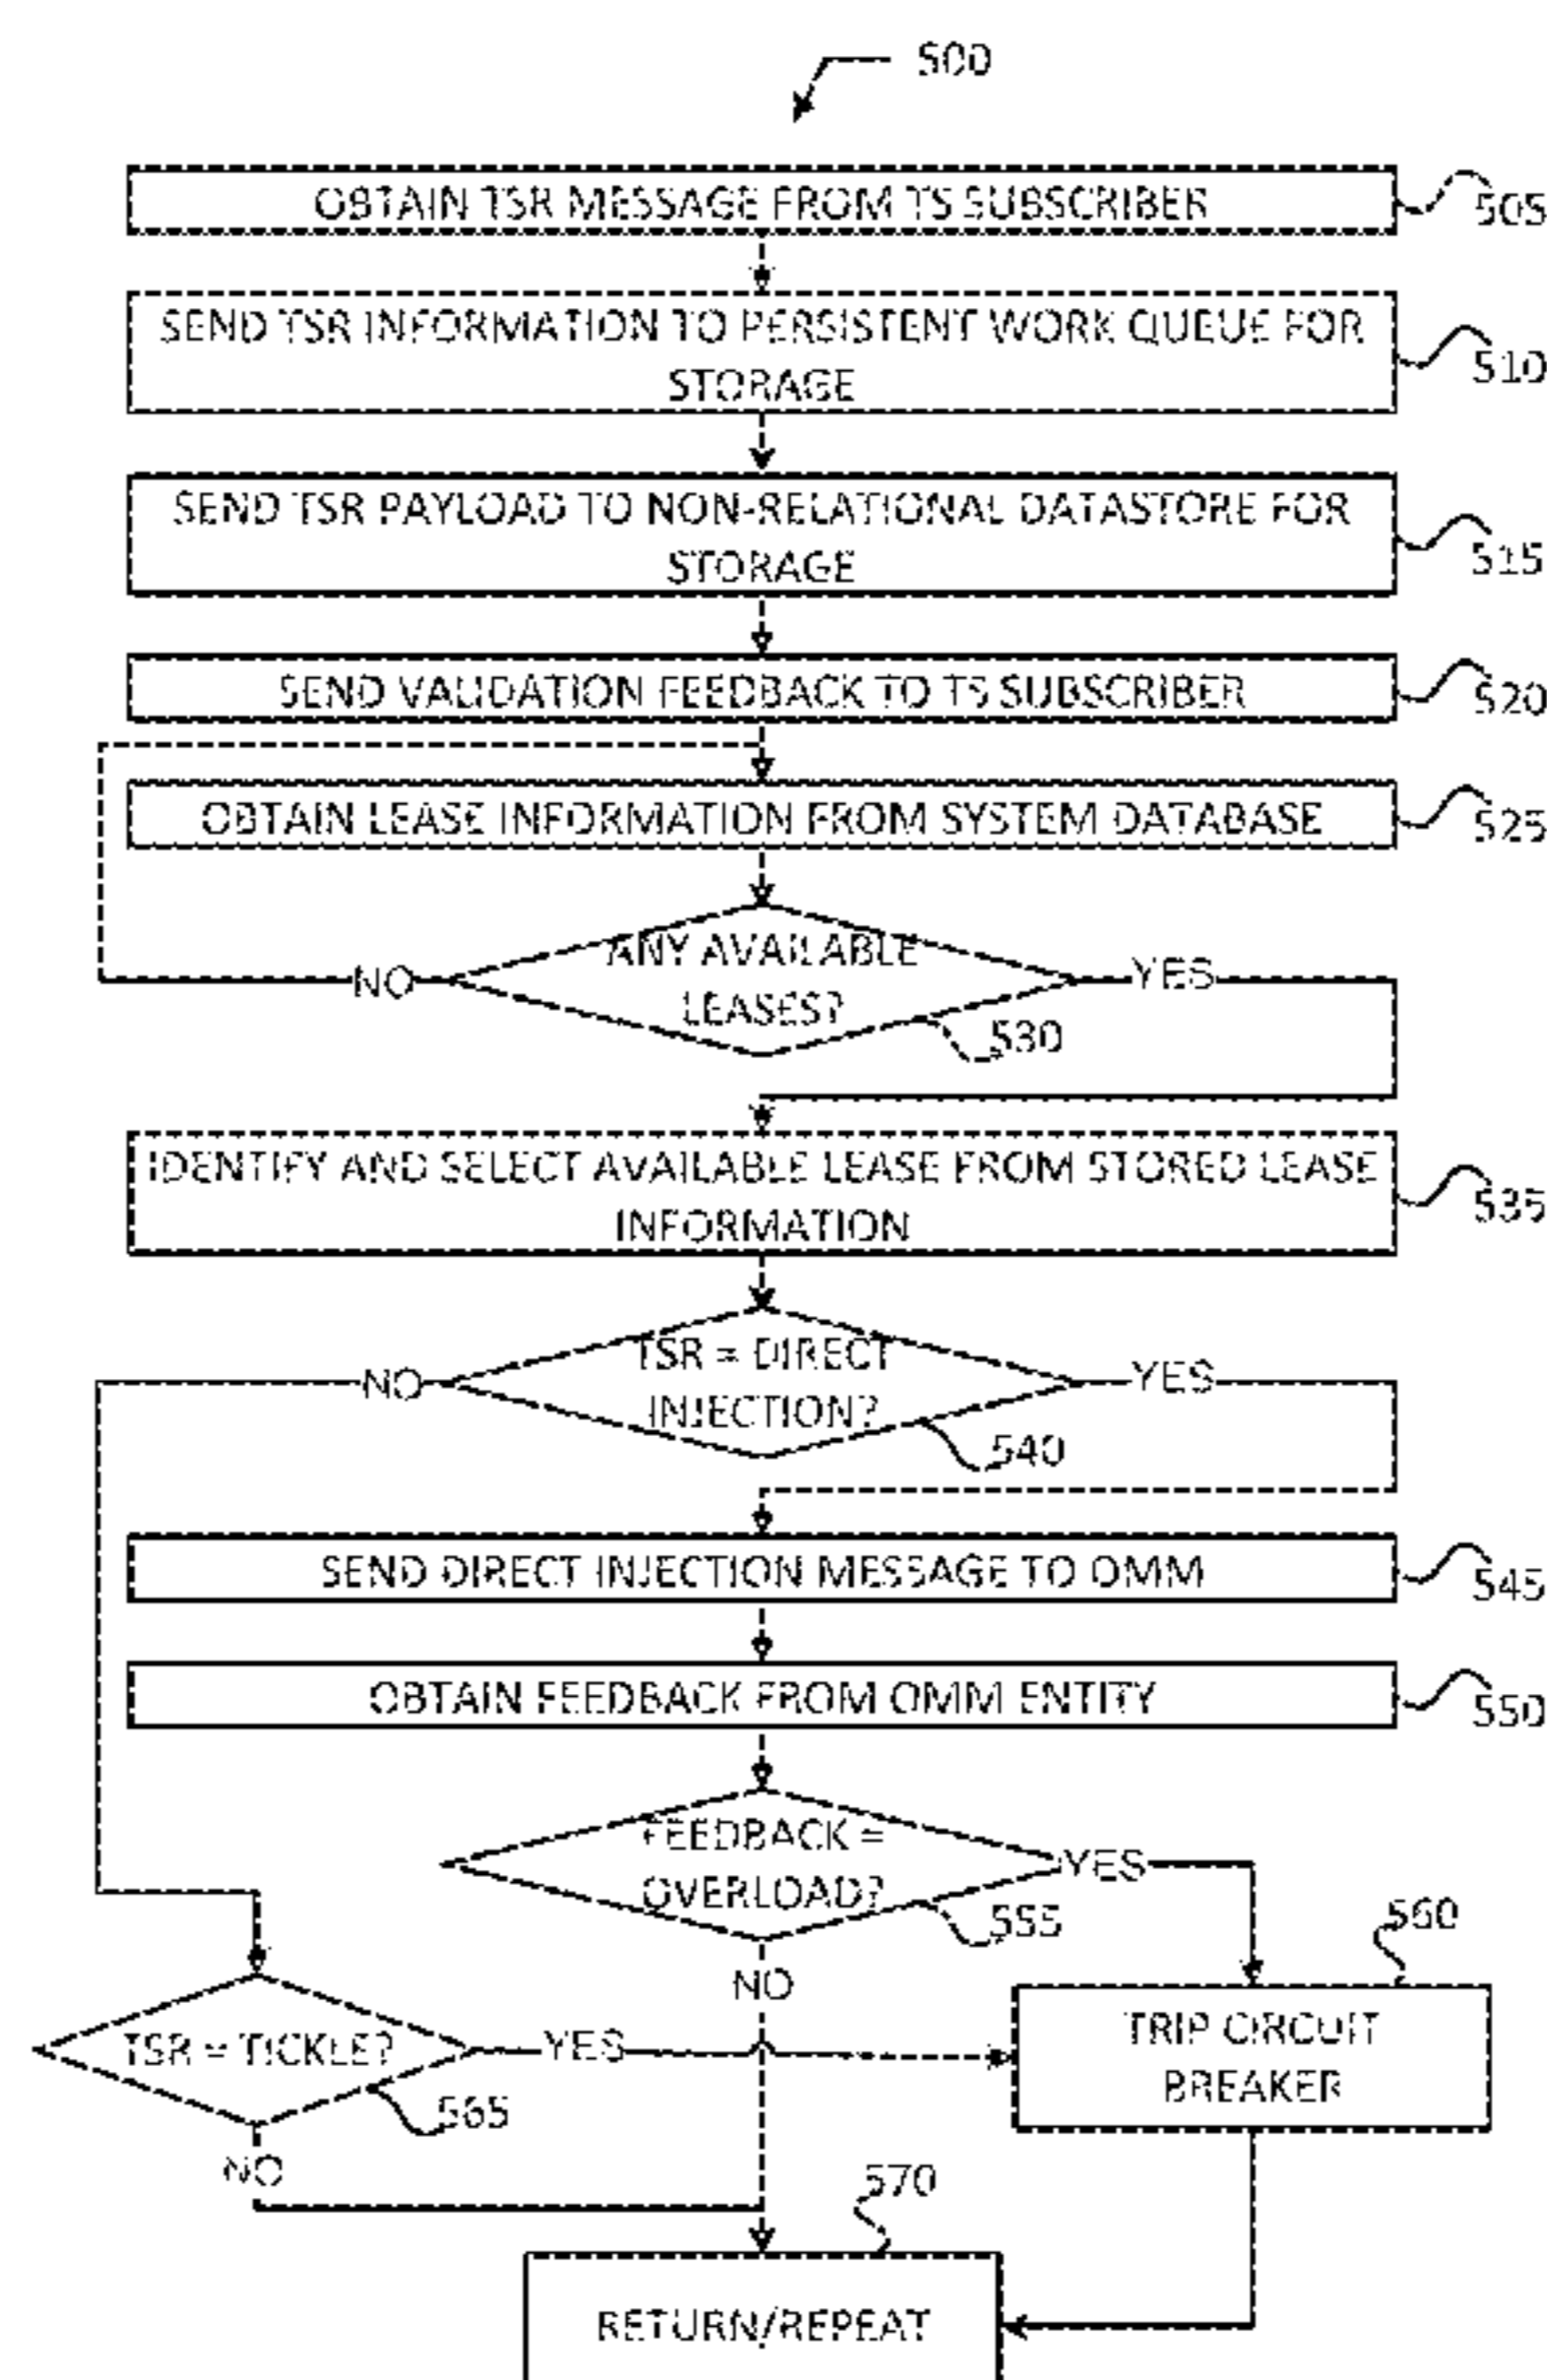 500
OBTAIN TSR MESSAGE FROM TS SUBSCRIBER
505
SEND TSR INFORMATION TO PERSISTENT WORK QUEUE FOR
STORAGE
510
SEND TSR PAYLOAD TO NON-RELATIONAL DATASTORE FOR
STORAGE
515
SEND VALIDATION FEEDBACK TO TS SUBSCRIBER
520
OBTAIN LEASE INFORMATION FROM SYSTEM DATABASE
525
ANY AVAILABLE
LEASES?
NO
YES
530
IDENTIFY AND SELECT AVAILABLE LEASE FROM STORED LEASE
INFORMATION
535
TSR = DIRECT
INJECTION?
NO
YES
540
SEND DIRECT INJECTION MESSAGE TO OMM
545
OBTAIN FEEDBACK FROM OMM ENTITY
550
FEEDBACK =
OVERLOAD?
YES
555
NO
560
TRIP CIRCUIT
BREAKER
TSR = TICKLE?
YES
565
NO
570
RETURN/REPEAT